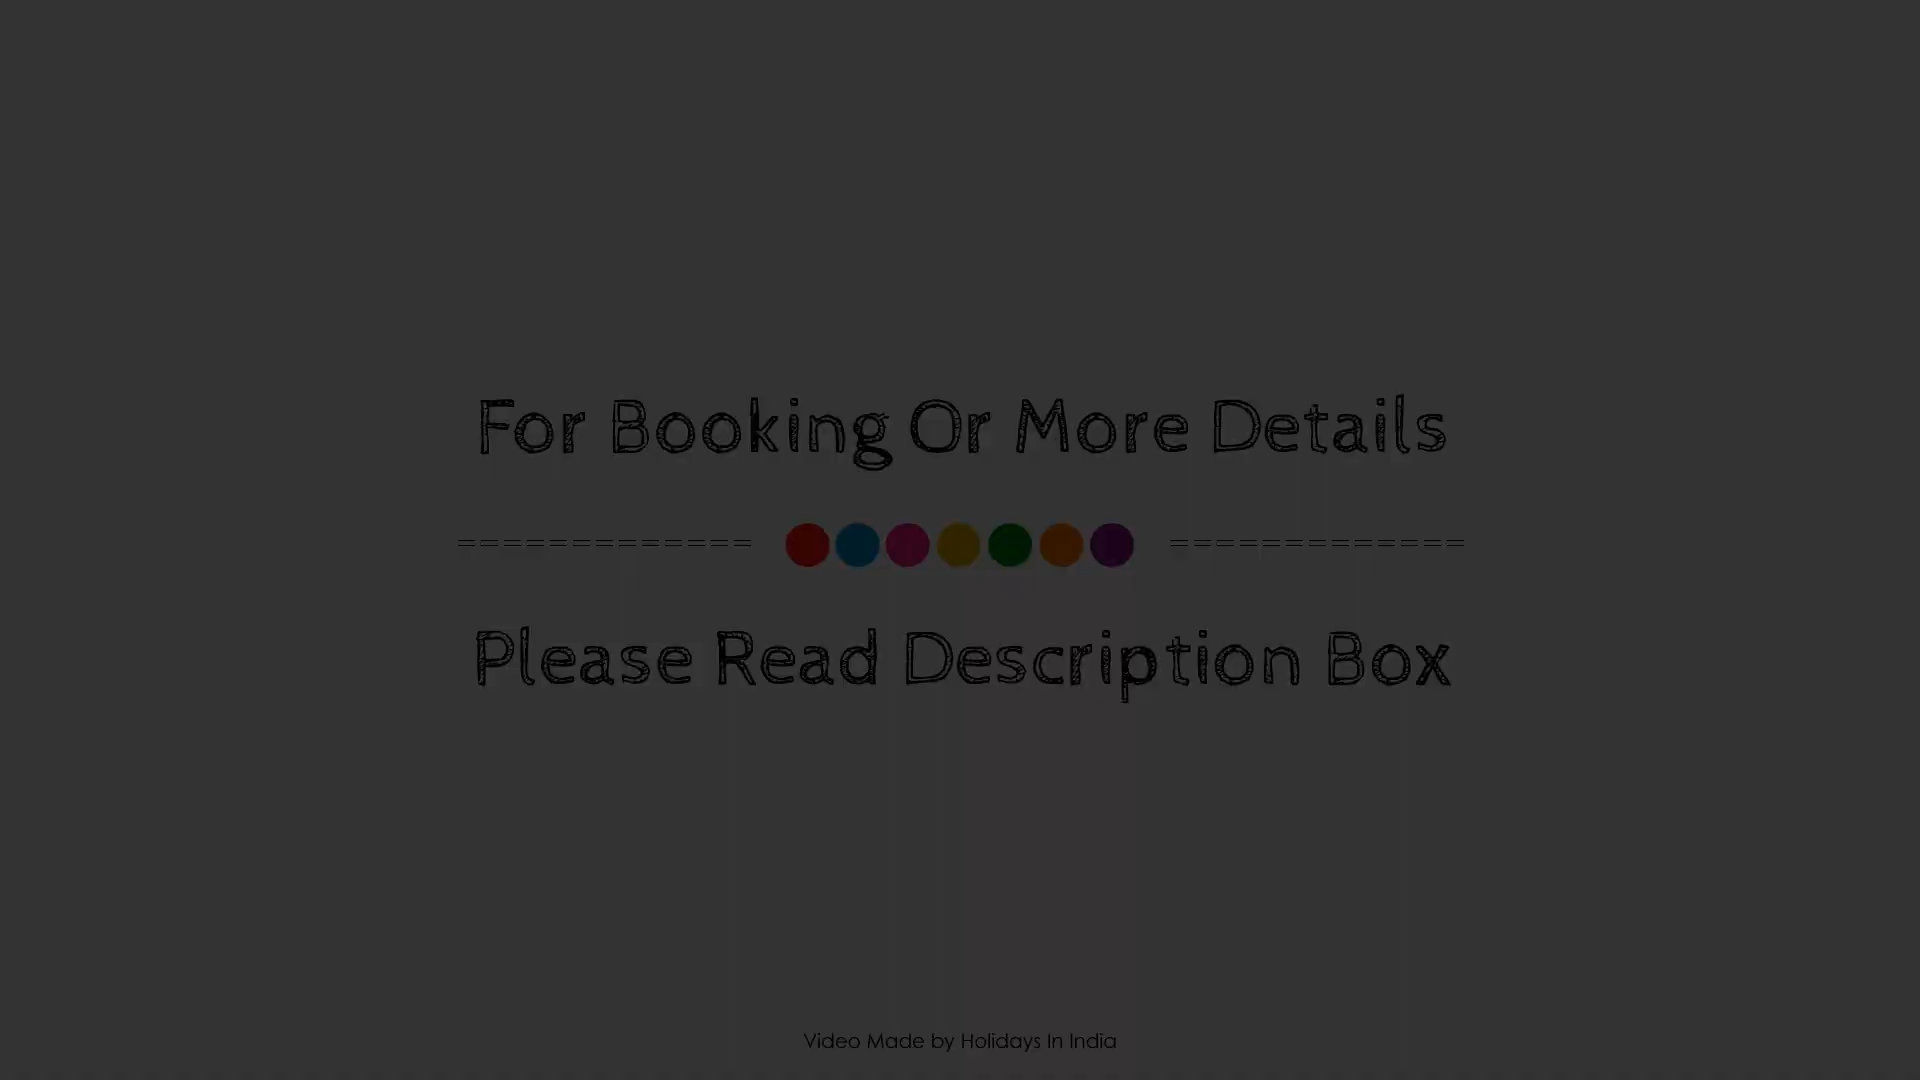 For Booking Or More Details
============= =============
Please Read Description Box
Video Made by Holidays In India